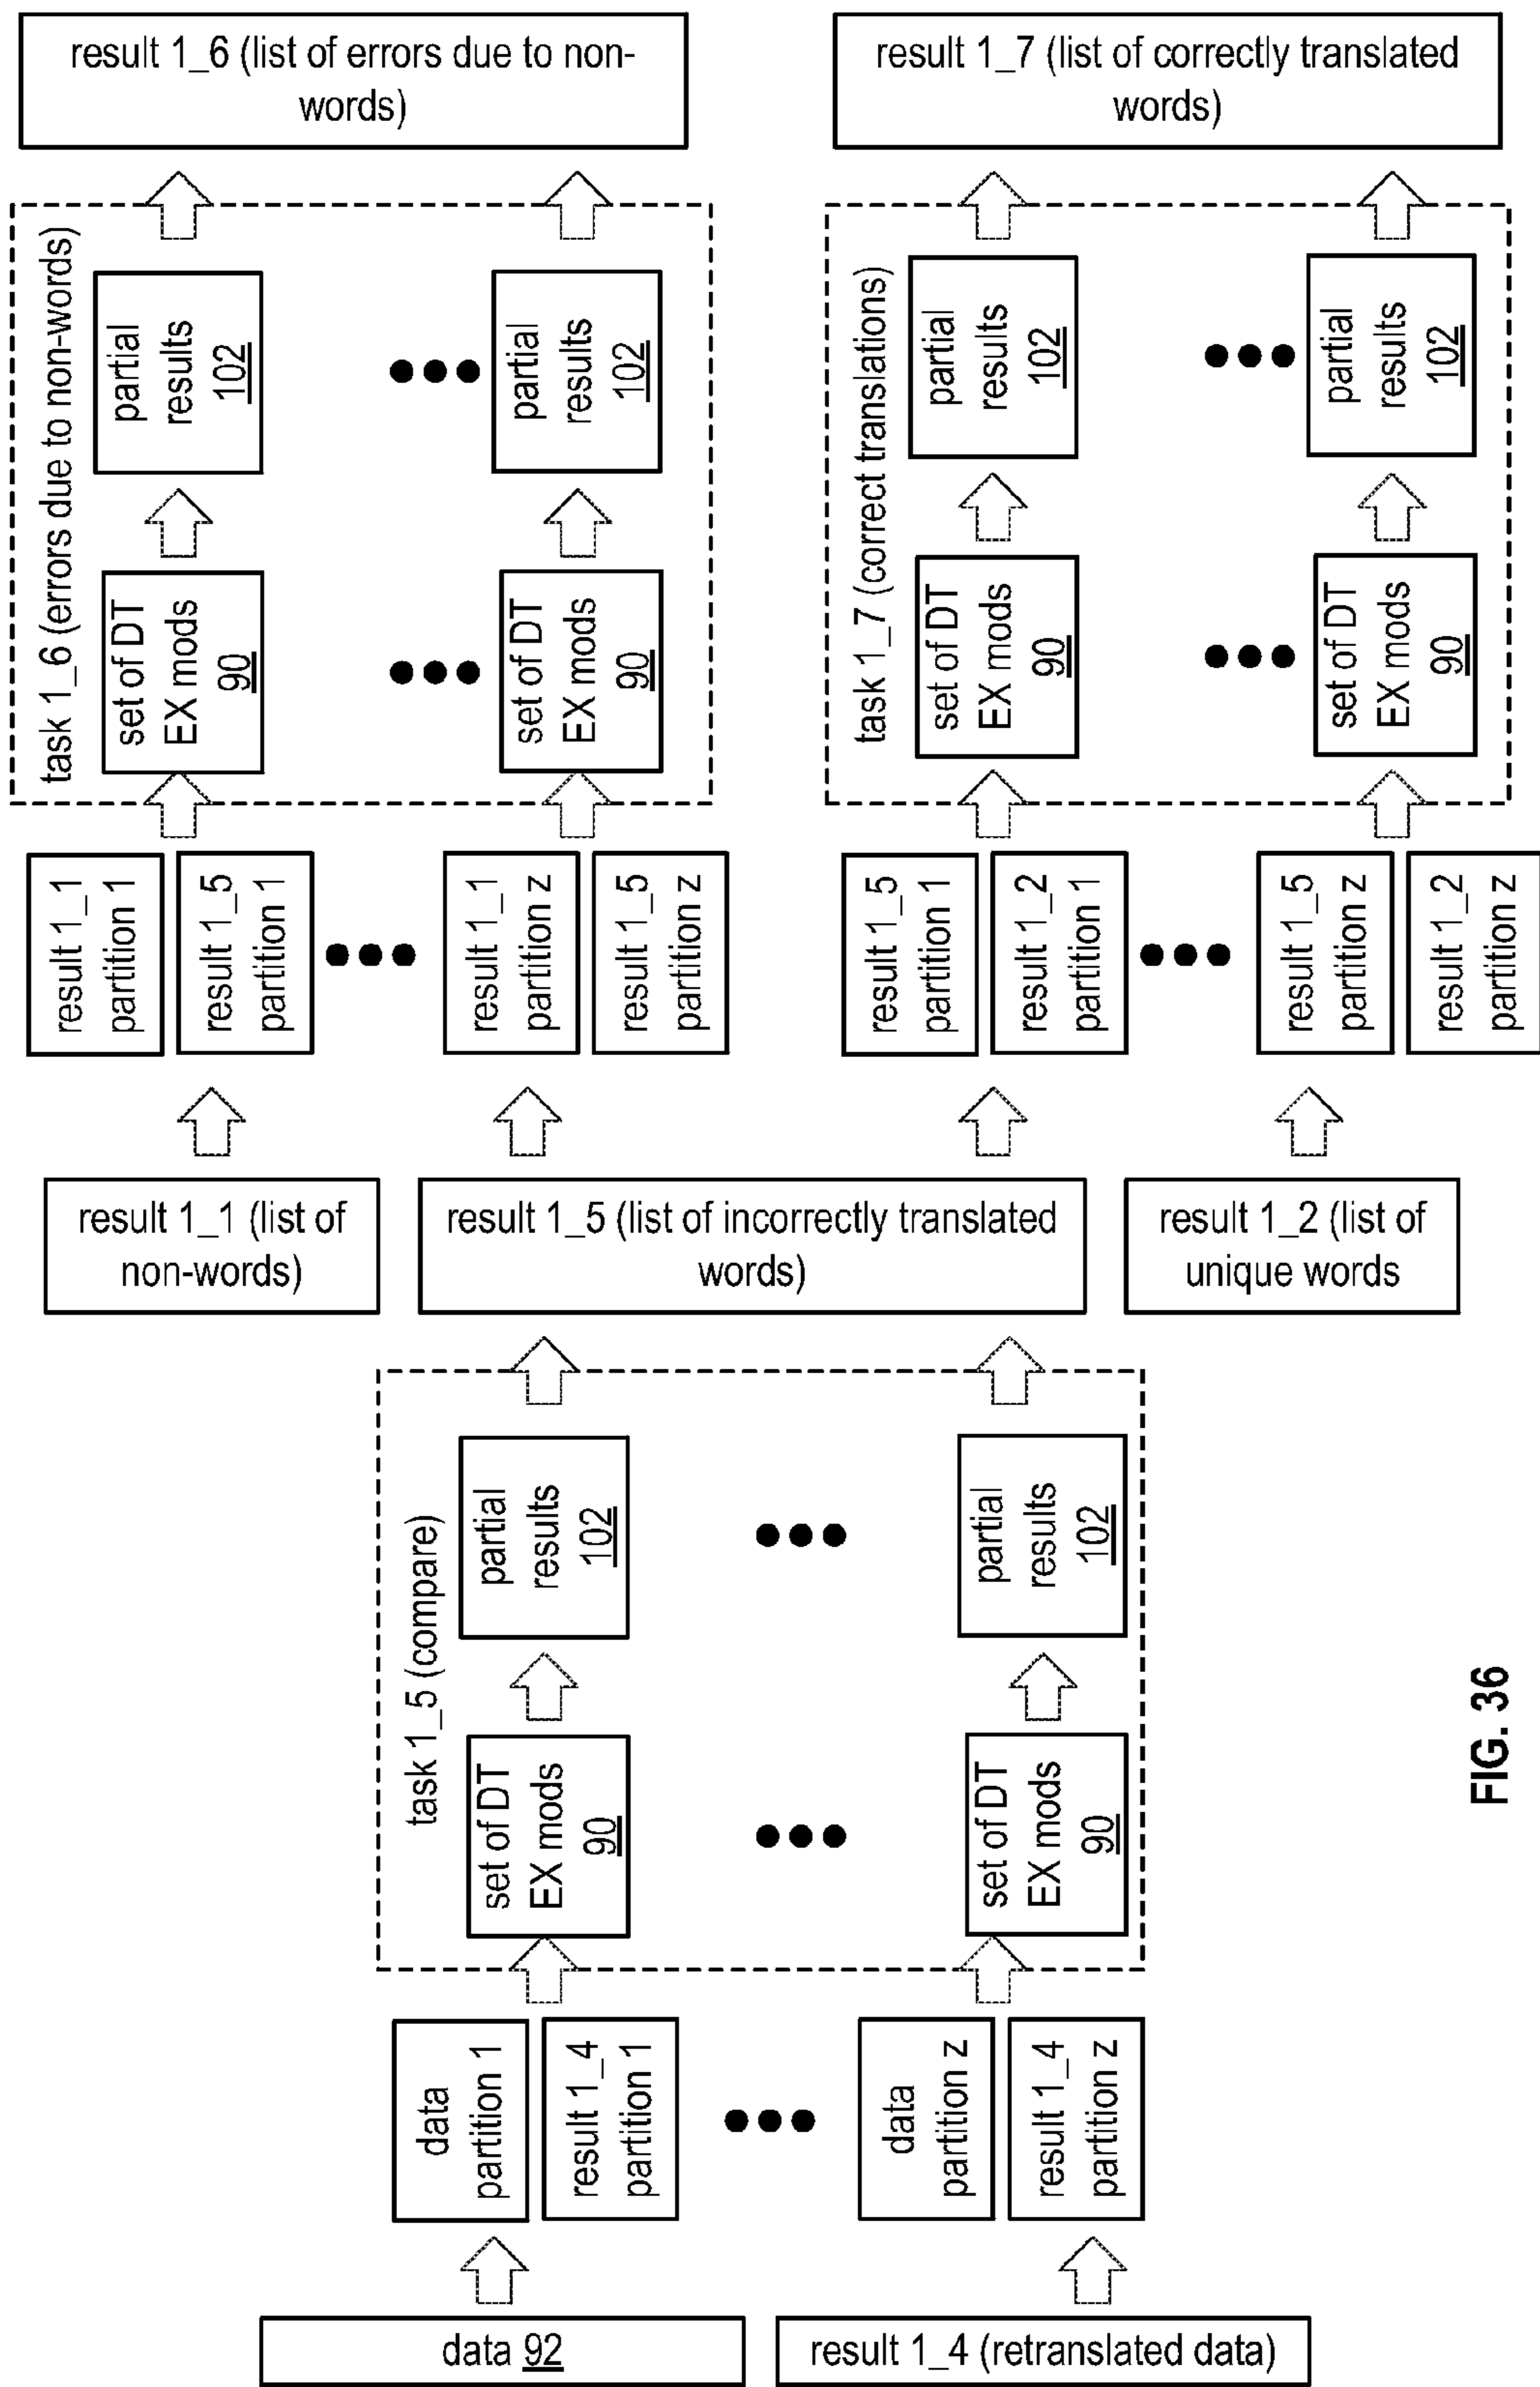 data 92
result 1_4 (retranslated data)
data
partition 1
result 1_4
partition 1
data
partition z
result 1_4
partition z
task 1_5 (compare)
set of DT
EX mods
90
partial
results
102
set of DT
EX mods
90
partial
results
102
result 1_1 (list of
non-words)
result 1_5 (list of incorrectly translated
words)
result 1_2 (list of
unique words
result 1_1
partition 1
result 1_5
partition 1
result 1_1
partition z
result 1_5
partition z
task 1_6 (errors due to non-words)
set of DT
EX mods
90
partial
results
102
set of DT
EX mods
90
partial
results
102
result 1_6 (list of errors due to non-
words)
result 1_5
partition 1
result 1_2
partition 1
result 1_5
partition z
result 1_2
partition z
task 1_7 (correct translations)
set of DT
EX mods
90
partial
results
102
set of DT
EX mods
90
partial
results
102
result 1_7 (list of correctly translated
words)
FIG. 36